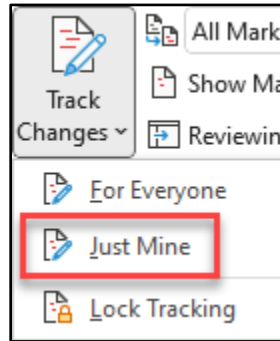 All Mark
Show Ma
Track
Changes
Reviewin
For Everyone
Just Mine
Lock Tracking